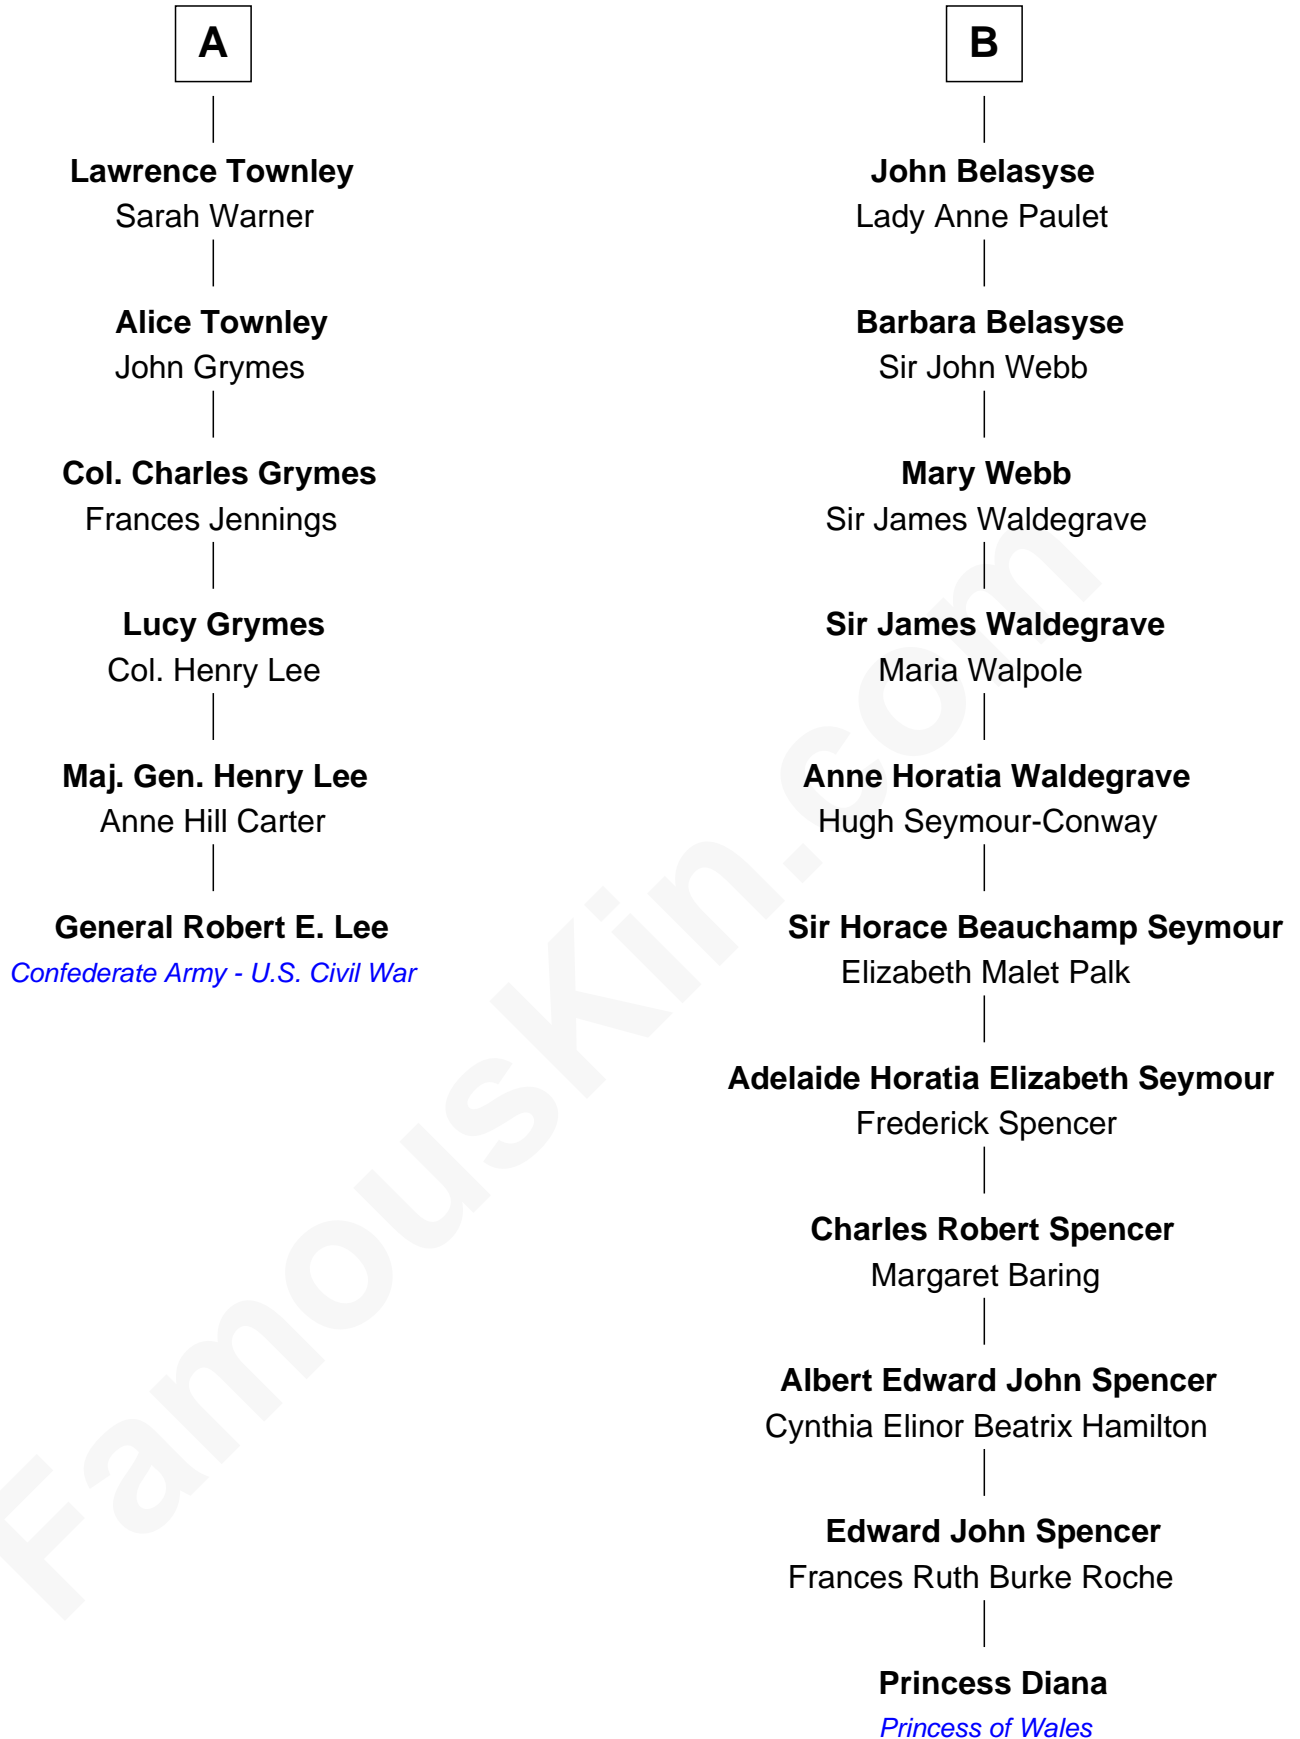 A
Lawrence Townley
Sarah Warner
Alice Townley
John Grymes
Col. Charles Grymes
Frances Jennings
Lucy Grymes
Col. Henry Lee
Maj. Gen. Henry Lee
Anne Hill Carter
General Robert E. Lee
Confederate Army - U.S. Civil War
B
John Belasyse
Lady Anne Paulet
Barbara Belasyse
Sir John Webb
Mary Webb
Sir James Waldegrave
Sir James Waldegrave
Maria Walpole
Anne Horatia Waldegrave
Hugh Seymour-Conway
Sir Horace Beauchamp Seymour
Elizabeth Malet Palk
Adelaide Horatia Elizabeth Seymour
Frederick Spencer
Charles Robert Spencer
Margaret Baring
Albert Edward John Spencer
Cynthia Elinor Beatrix Hamilton
Edward John Spencer
Frances Ruth Burke Roche
Princess Diana
Princess of Wales
FamousKin.com